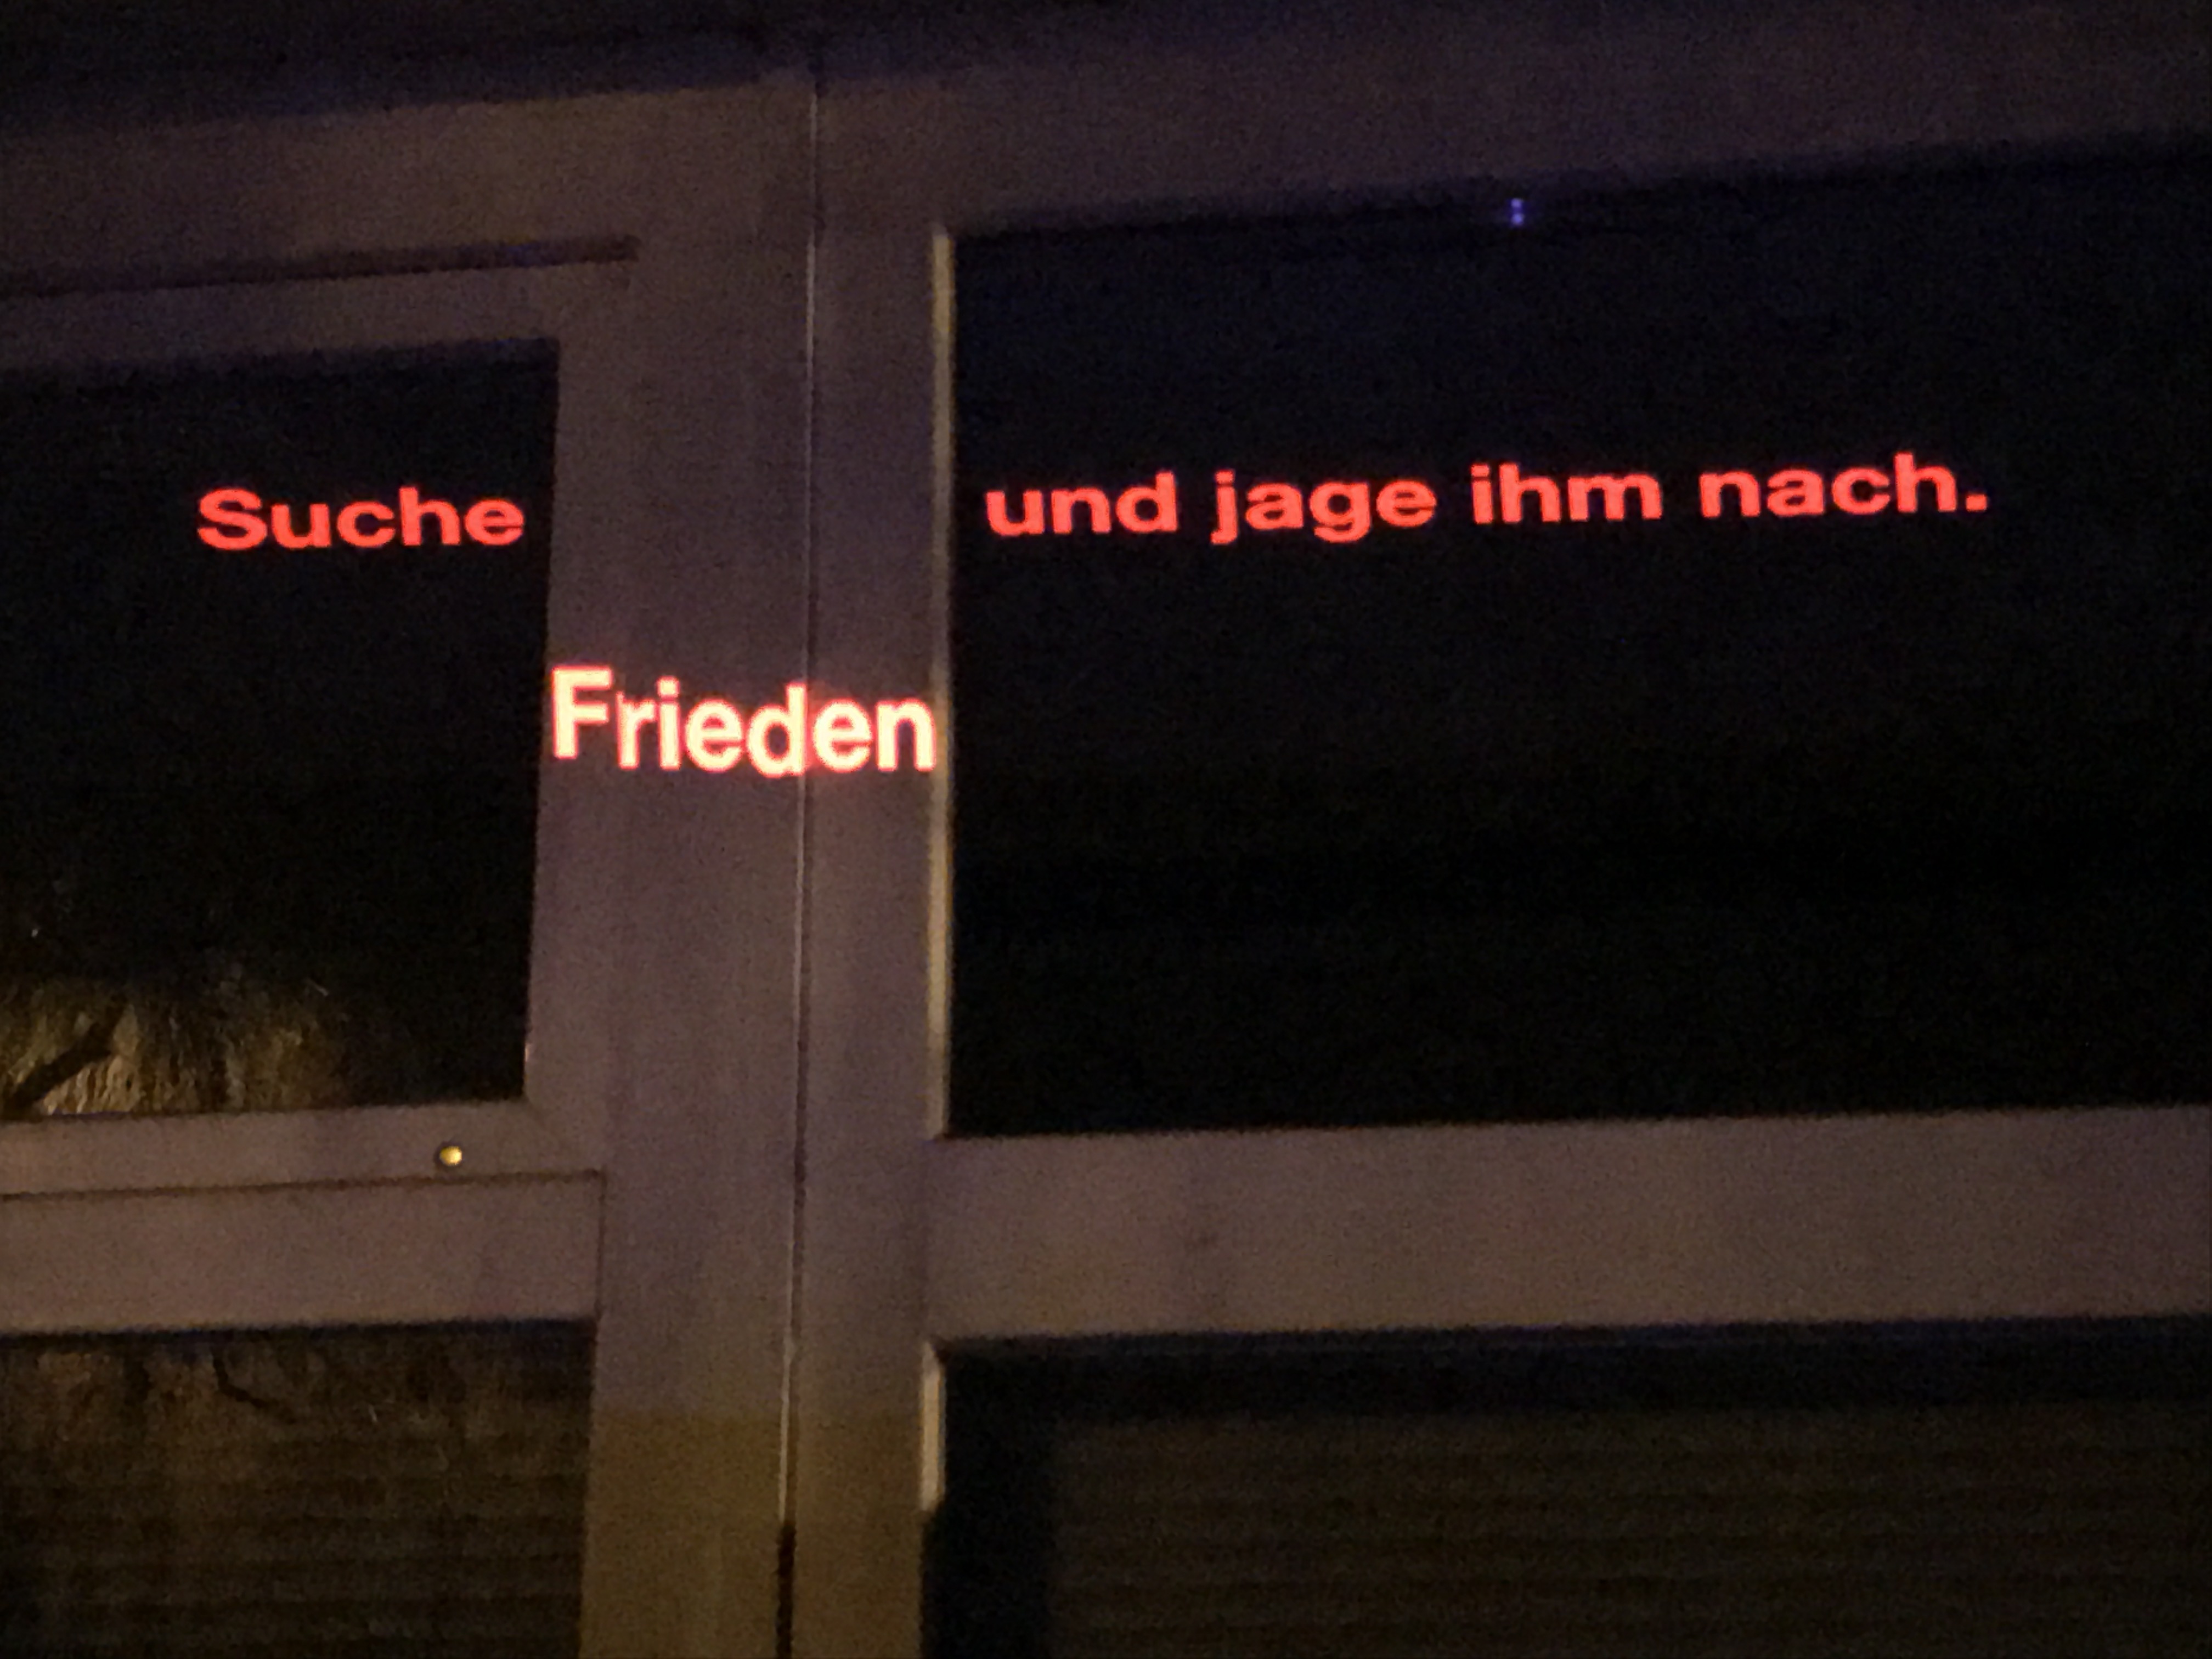 Suche Frieden und jage ihm nach.